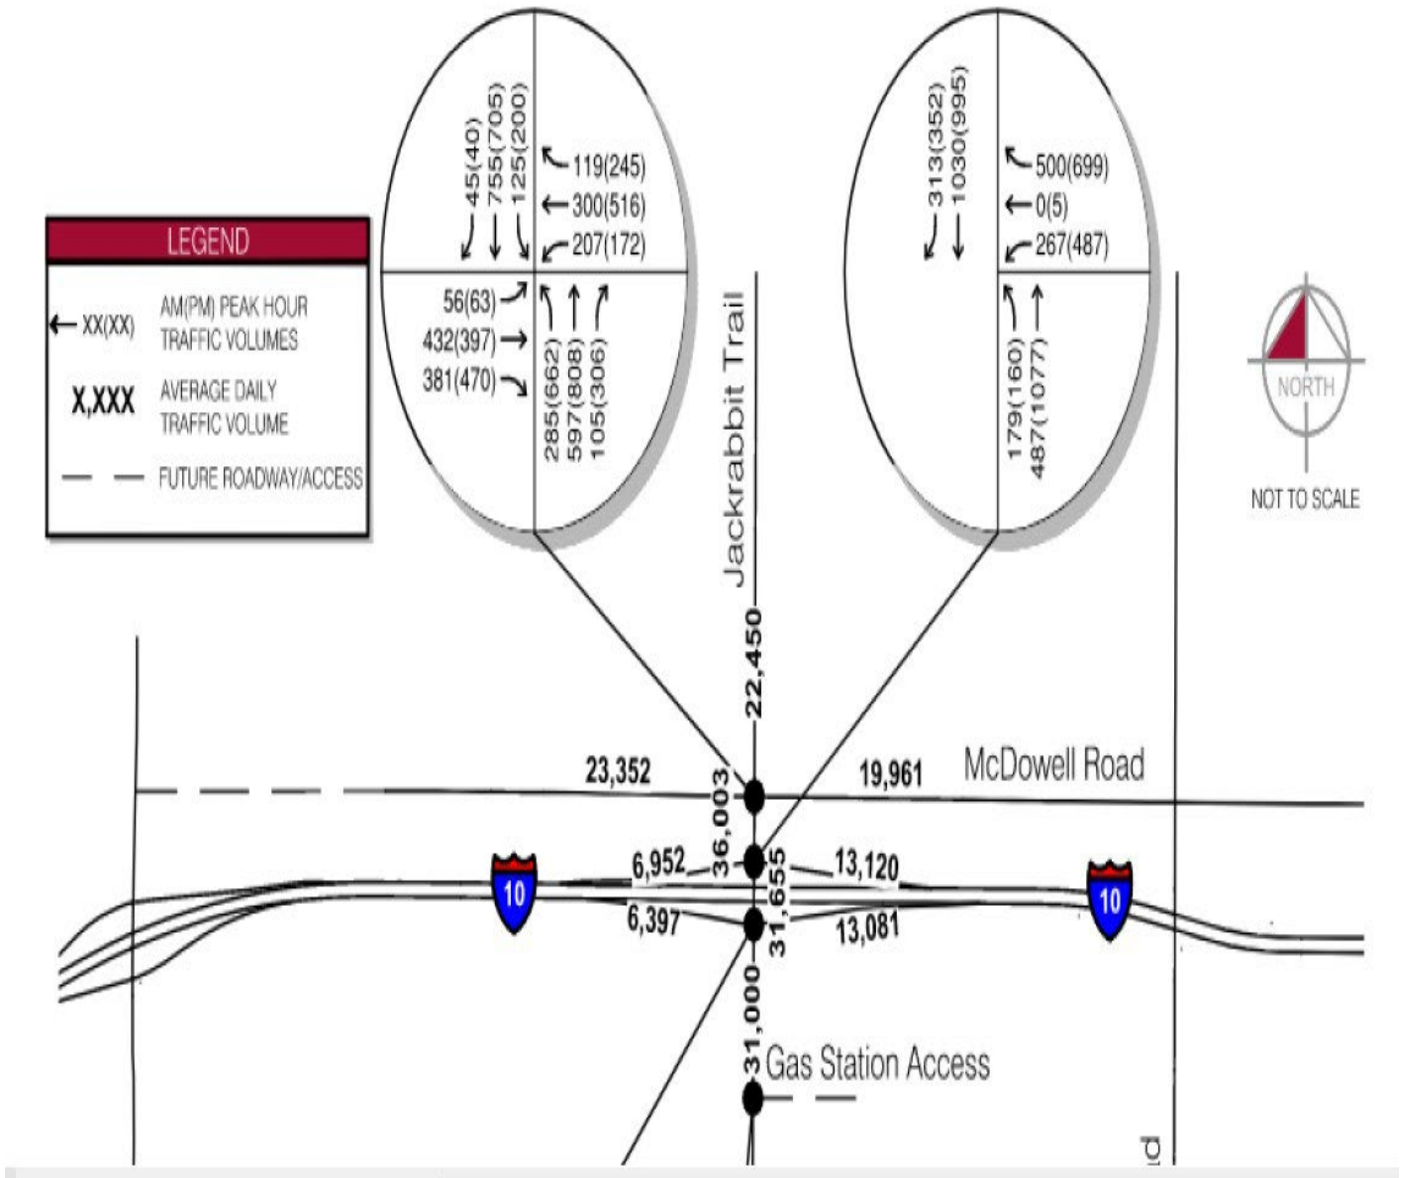 45(40)
755(705)
125(200)
119(245)
300(516)
207(172)
56(63)
432(397)
381(470)
285(662)
597(808)
105(306)
313(352)
1030(995)
500(699)
0(5)
267(487)
179(160)
487(1077)
LEGEND
XX(XX)
AM(PM) PEAK HOUR
TRAFFIC VOLUMES
X,XXX
AVERAGE DAILY
TRAFFIC VOLUME
FUTURE ROADWAY/ACCESS
Jackrabbit Trail
NORTH
NOT TO SCALE
22,450
23,352
19,961
McDowell Road
36,003
6,952
13,120
31,655
10
10
6,397
13,081
31,000
Gas Station Access